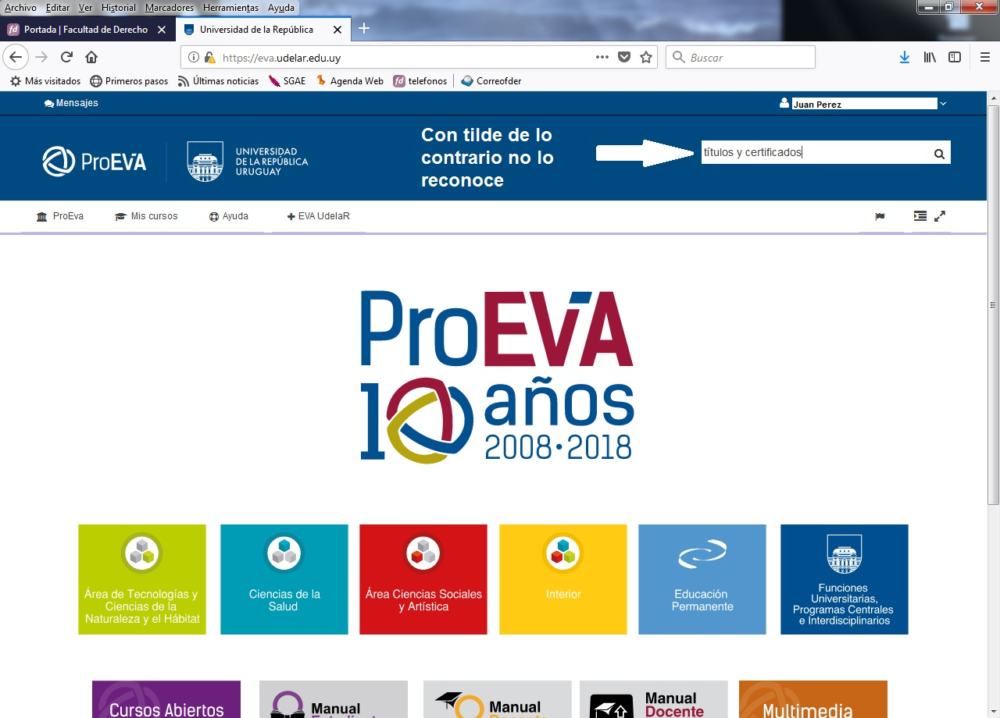 Archivo Editar Ver Historial Marcadores Herramientas Ayuda
fd Portada | Facultad de Derecho
Universidad de la República
https://eva.udelar.edu.uy
Buscar
Más visitados Primeros pasos Últimas noticias SGAE Agenda Web fd telefonos Correofder
Mensajes
Juan Perez
Con tilde de lo
contrario no lo
reconoce
títulos y certificados
ProEVA
UNIVERSIDAD
DE LA REPÚBLICA
URUGUAY
ProEva Mis cursos Ayuda EVA UdelaR
ProEVA
10 años
2008·2018
Área de Tecnologías y
Ciencias de la
Naturaleza y el Hábitat
Ciencias de la
Salud
Área Ciencias Sociales
y Artística
Interior
Educación
Permanente
Funciones
Universitarias,
Programas Centrales
e Interdisciplinarios
Cursos Abiertos
Manual
Estudiante
Manual
Docente
Manual
Docente
Multimedia